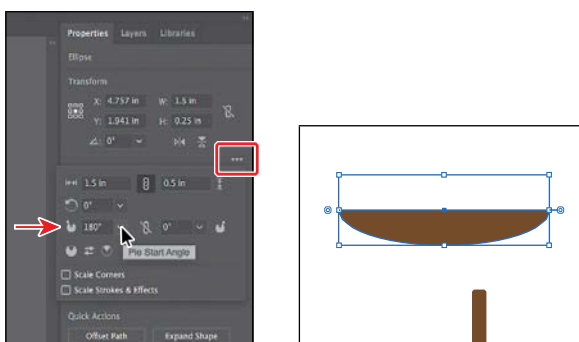 Properties Layers Libraries
Ellipse
Transform
X: 4.757 in W: 1.5 in
Y: 1.941 in H: 0.25 in
0°
1.5 in 0.5 in
0°
180° 0°
Pie Start Angle
Scale Corners
Scale Strokes & Effects
Quick Actions
Offset Path Expand Shape